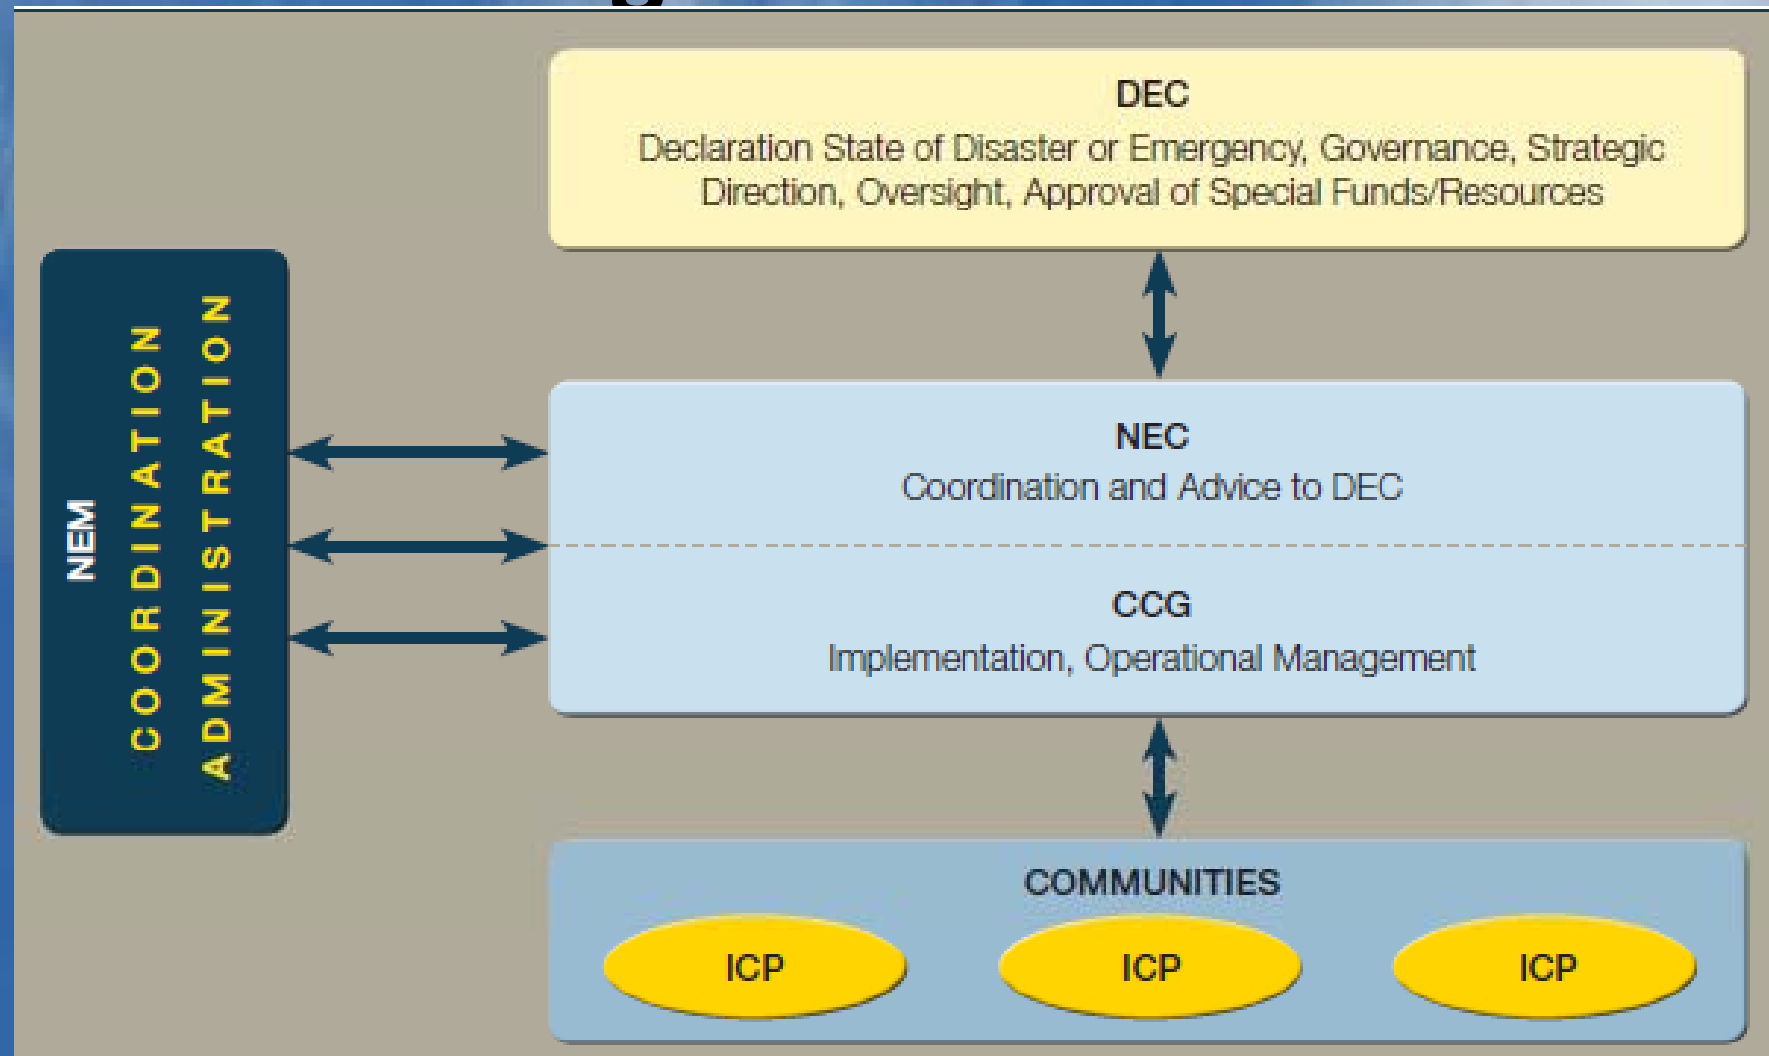 DEC
Declaration State of Disaster or Emergency, Governance, Strategic
Direction, Oversight, Approval of Special Funds/Resources
NEM
COORDINATION
ADMINISTRATION
NEC
Coordination and Advice to DEC
CCG
Implementation, Operational Management
COMMUNITIES
ICP
ICP
ICP